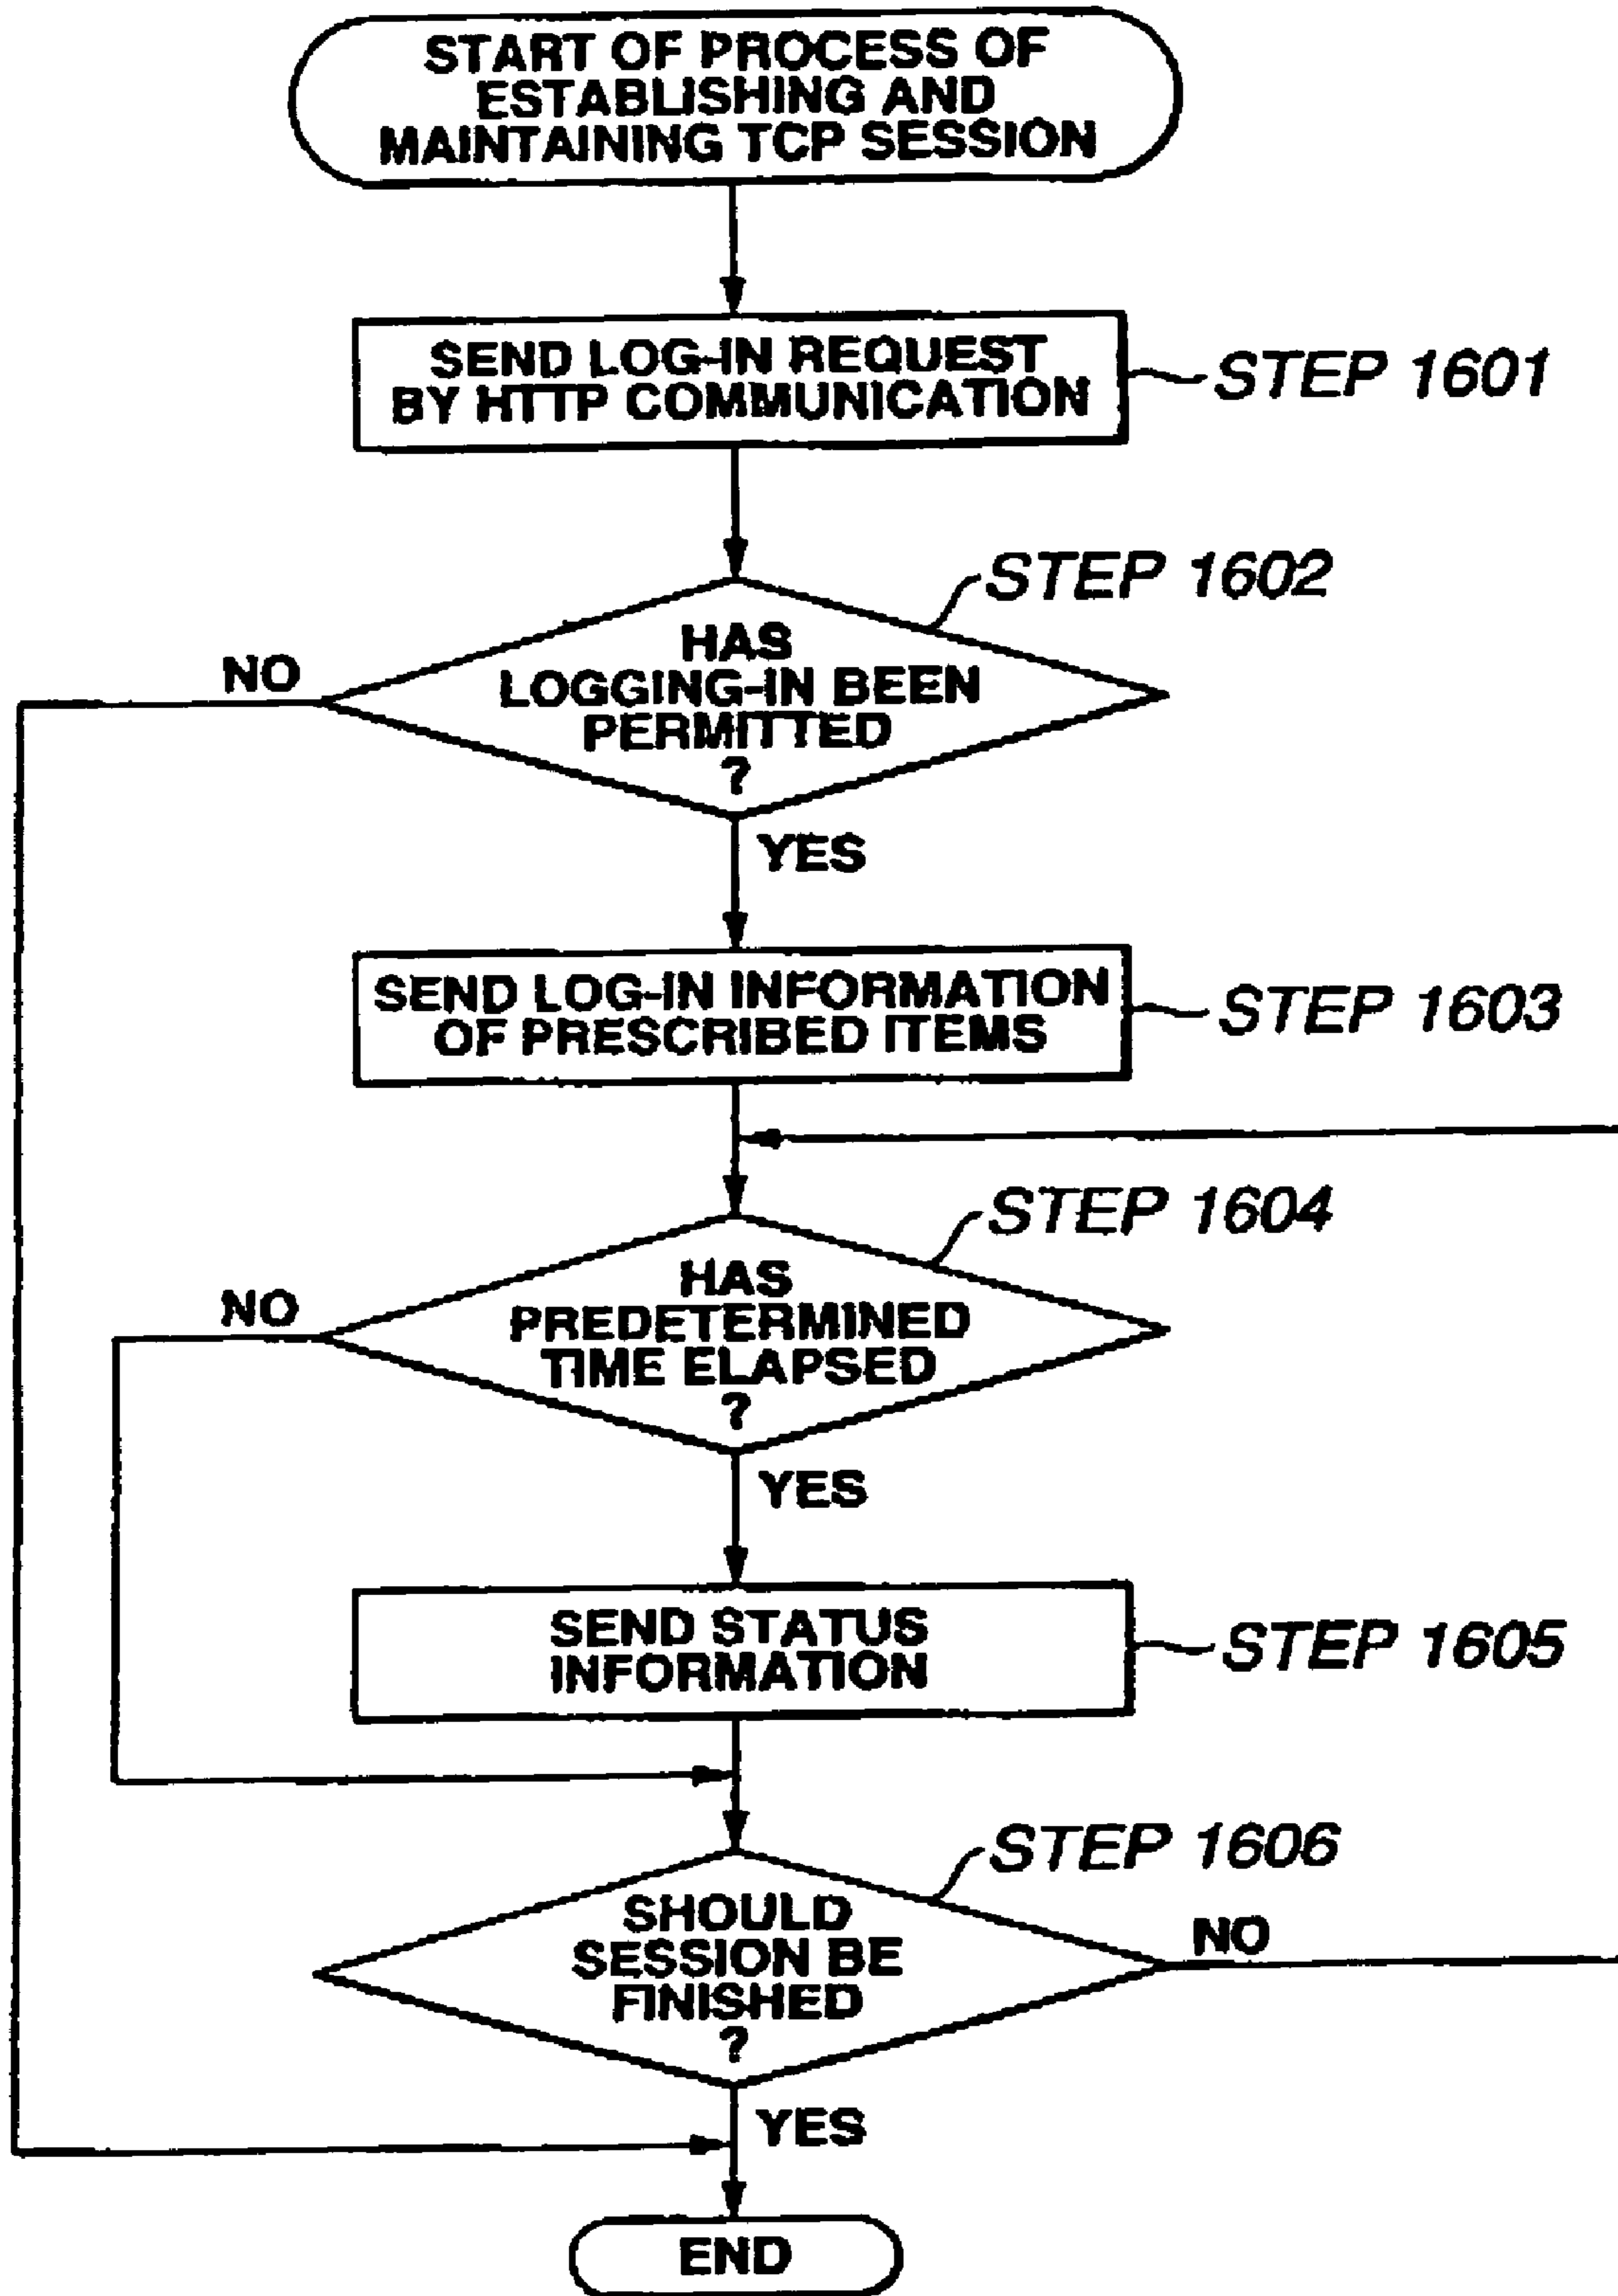 START OF PROCESS OF
ESTABLISHING AND
MAINTAINING TCP SESSION
SEND LOG-IN REQUEST
BY HTTP COMMUNICATION
STEP 1601
STEP 1602
HAS
LOGGING-IN BEEN
PERMITTED
?
NO
YES
SEND LOG-IN INFORMATION
OF PRESCRIBED ITEMS
STEP 1603
STEP 1604
HAS
PREDETERMINED
TIME ELAPSED
?
NO
YES
SEND STATUS
INFORMATION
STEP 1605
STEP 1606
SHOULD
SESSION BE
FINISHED
?
NO
YES
END